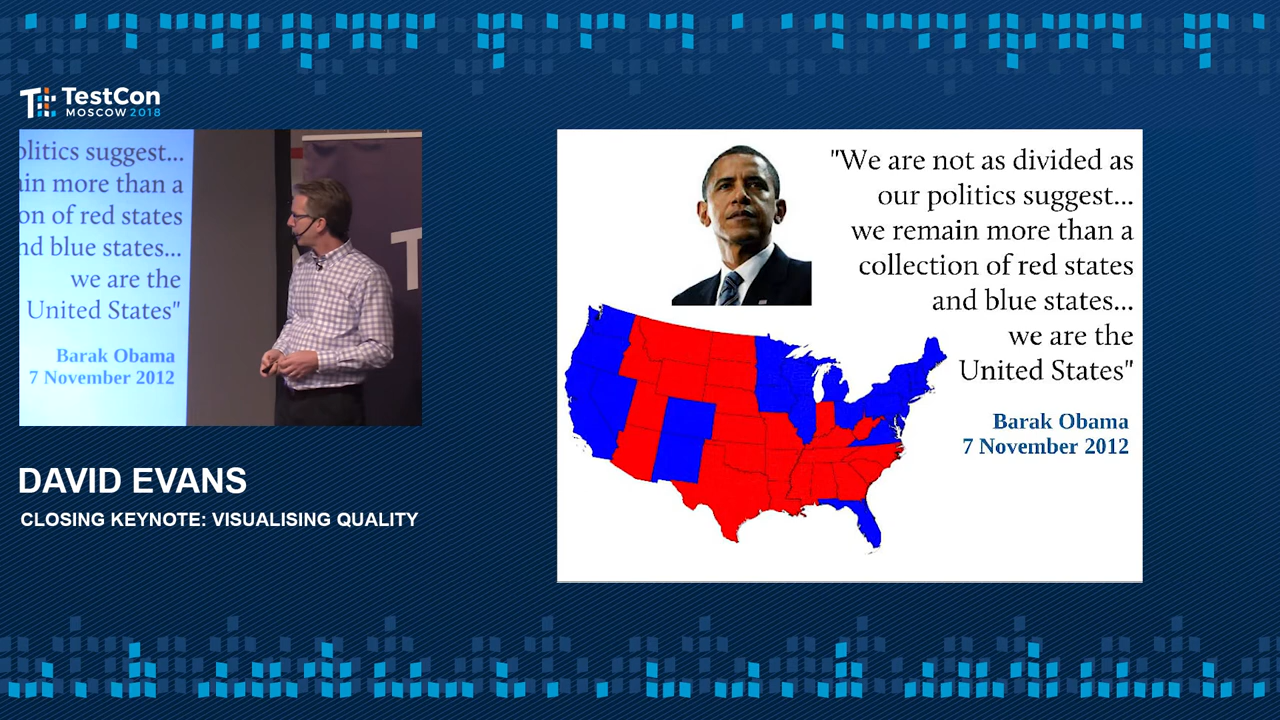 TestCon
MOSCOW 2018
olitics suggest...
in more than a
on of red states
nd blue states...
we are the
United States"
Barak Obama
7 November 2012
T
DAVID EVANS
CLOSING KEYNOTE: VISUALISING QUALITY
"We are not as divided as
our politics suggest...
we remain more than a
collection of red states
and blue states...
we are the
United States"
Barak Obama
7 November 2012